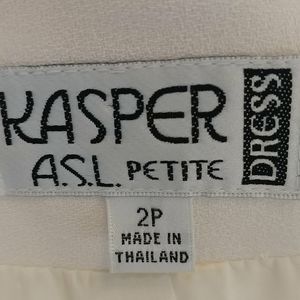 KASPER
A.S.L. PETITE
DRESS
2P
MADE IN
THAILAND